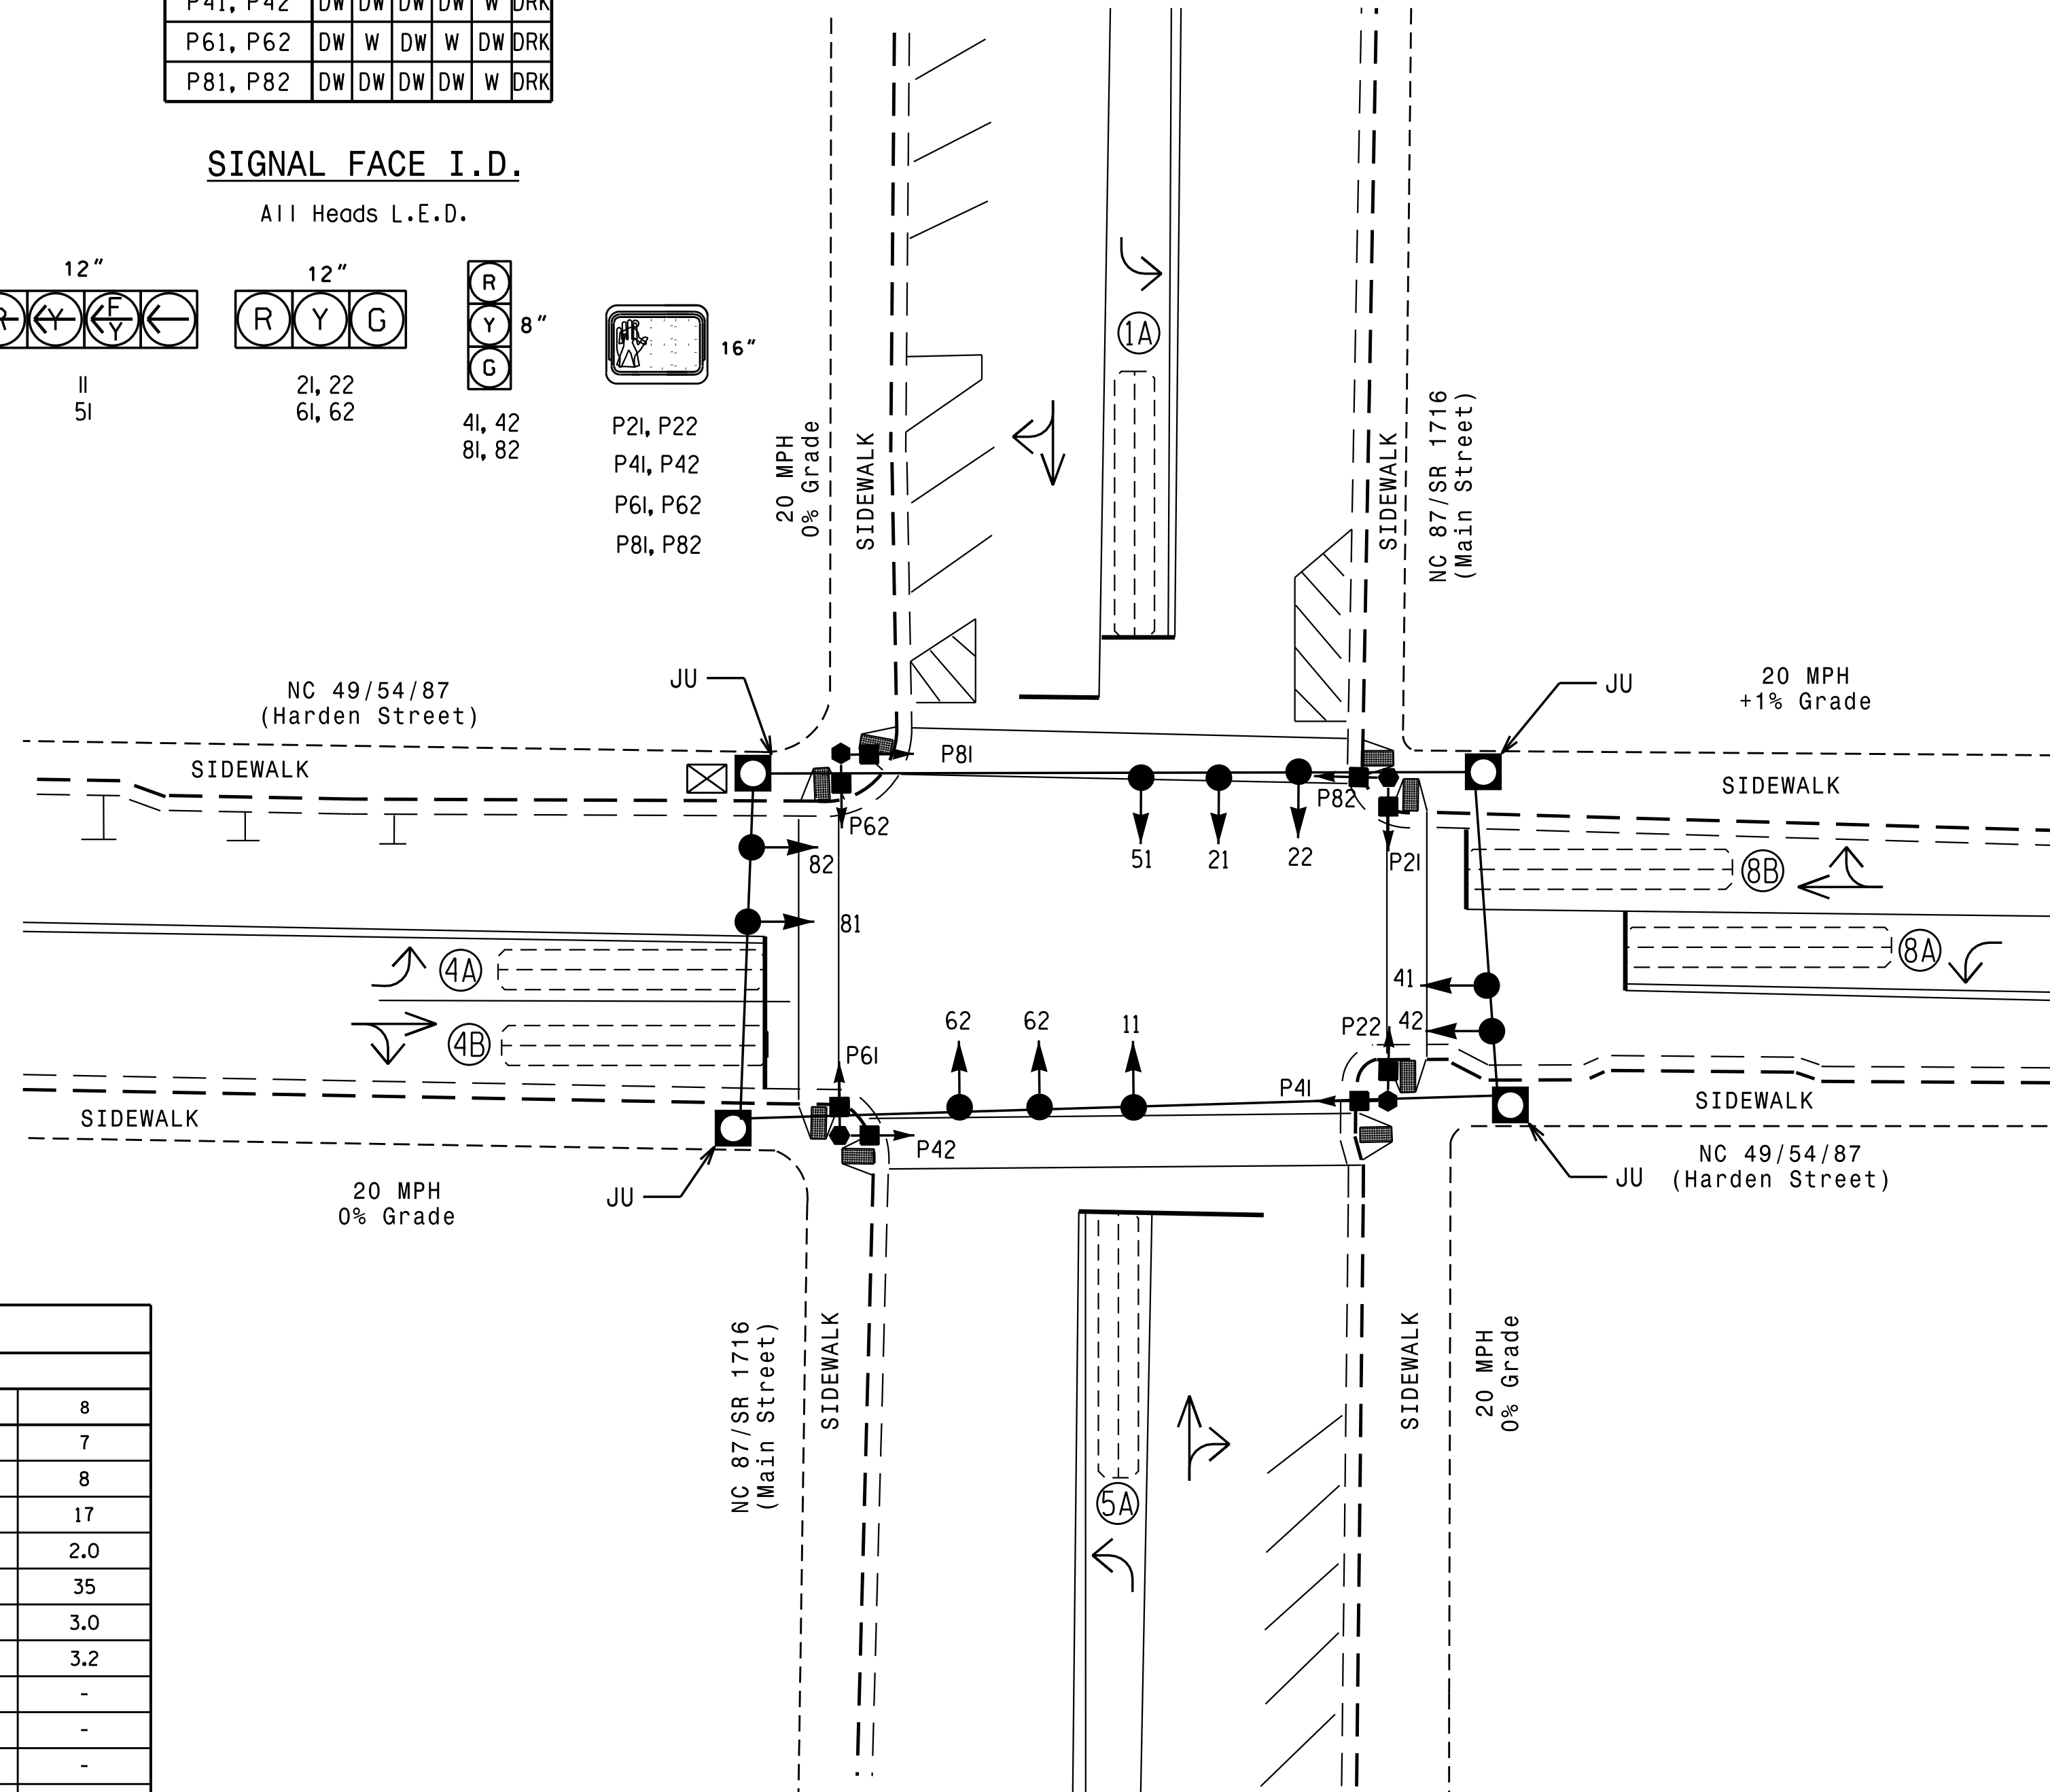 P41, P42 DW DW DW DW W DRK
P61, P62 DW W DW W DW DRK
P81, P82 DW DW DW DW W DRK
SIGNAL FACE I.D.
All Heads L.E.D.
12"
R Y F Y
11
51
12"
R Y G
21, 22
61, 62
R
Y
G
8"
41, 42
81, 82
16"
P21, P22
P41, P42
P61, P62
P81, P82
20 MPH
0% Grade
SIDEWALK
1A
SIDEWALK
NC 87/SR 1716
(Main Street)
NC 49/54/87
(Harden Street)
JU
JU
20 MPH
+1% Grade
SIDEWALK
P81
P82
SIDEWALK
P62
82
81
51
21
22
P21
8B
8A
4A
4B
41
42
62
62
11
P22
P61
P41
P42
SIDEWALK
SIDEWALK
20 MPH
0% Grade
JU
JU
NC 49/54/87
(Harden Street)
NC 87/SR 1716
(Main Street)
SIDEWALK
5A
SIDEWALK
20 MPH
0% Grade
8
7
8
17
2.0
35
3.0
3.2
-
-
-